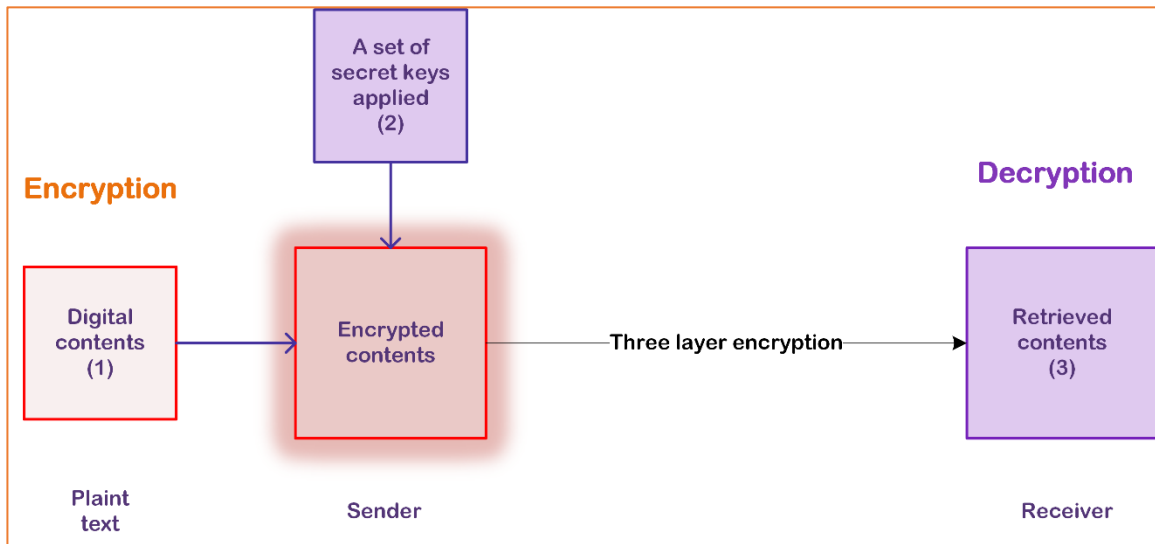 A set of
secret keys
applied
(2)
Encryption
Decryption
Digital
contents
(1)
Encrypted
contents
Three layer encryption
Retrieved
contents
(3)
Plaint
text
Sender
Receiver